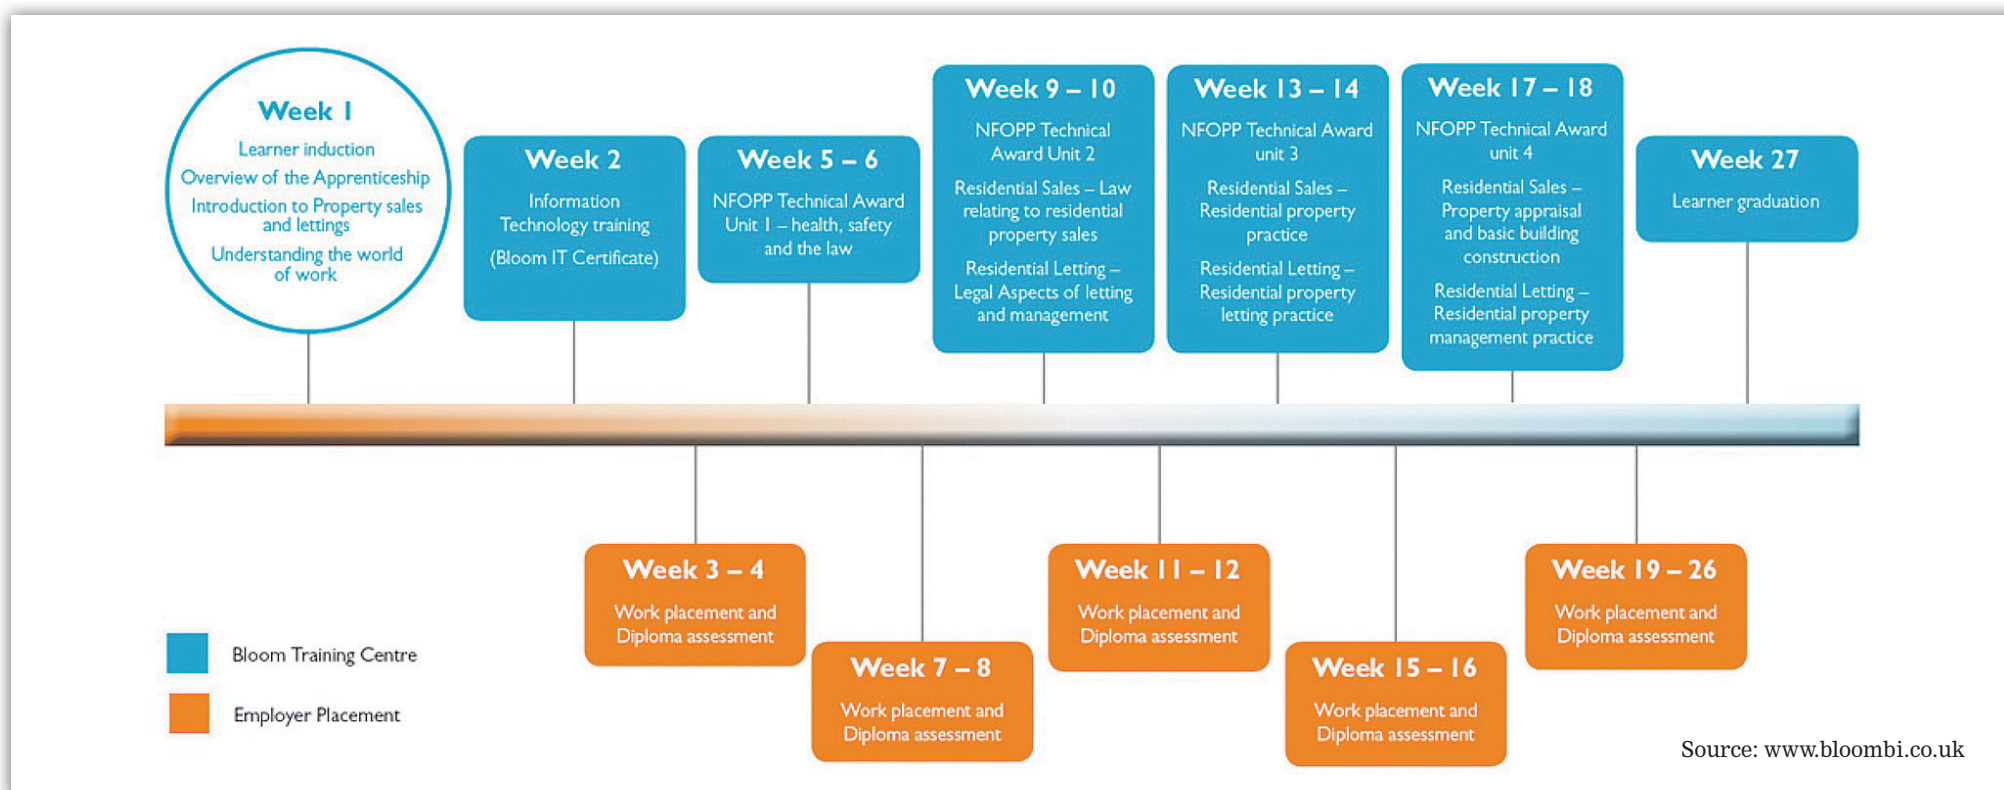 Week 1
Learner induction
Overview of the Apprenticeship
Introduction to Property sales
and lettings
Understanding the world
of work
Week 2
Information
Technology training
(Bloom IT Certificate)
Week 5 – 6
NFOPP Technical Award
Unit 1 – health, safety
and the law
Week 9 – 10
NFOPP Technical
Award Unit 2
Residential Sales – Law
relating to residential
property sales
Residential Letting –
Legal Aspects of letting
and management
Week 13 – 14
NFOPP Technical Award
unit 3
Residential Sales –
Residential property
practice
Residential Letting –
Residential property
letting practice
Week 17 – 18
NFOPP Technical Award
unit 4
Residential Sales –
Property appraisal
and basic building
construction
Residential Letting –
Residential property
management practice
Week 27
Learner graduation
Week 3 – 4
Work placement and
Diploma assessment
Week 7 – 8
Work placement and
Diploma assessment
Week 11 – 12
Work placement and
Diploma assessment
Week 15 – 16
Work placement and
Diploma assessment
Week 19 – 26
Work placement and
Diploma assessment
Bloom Training Centre
Employer Placement
Source: www.bloombi.co.uk